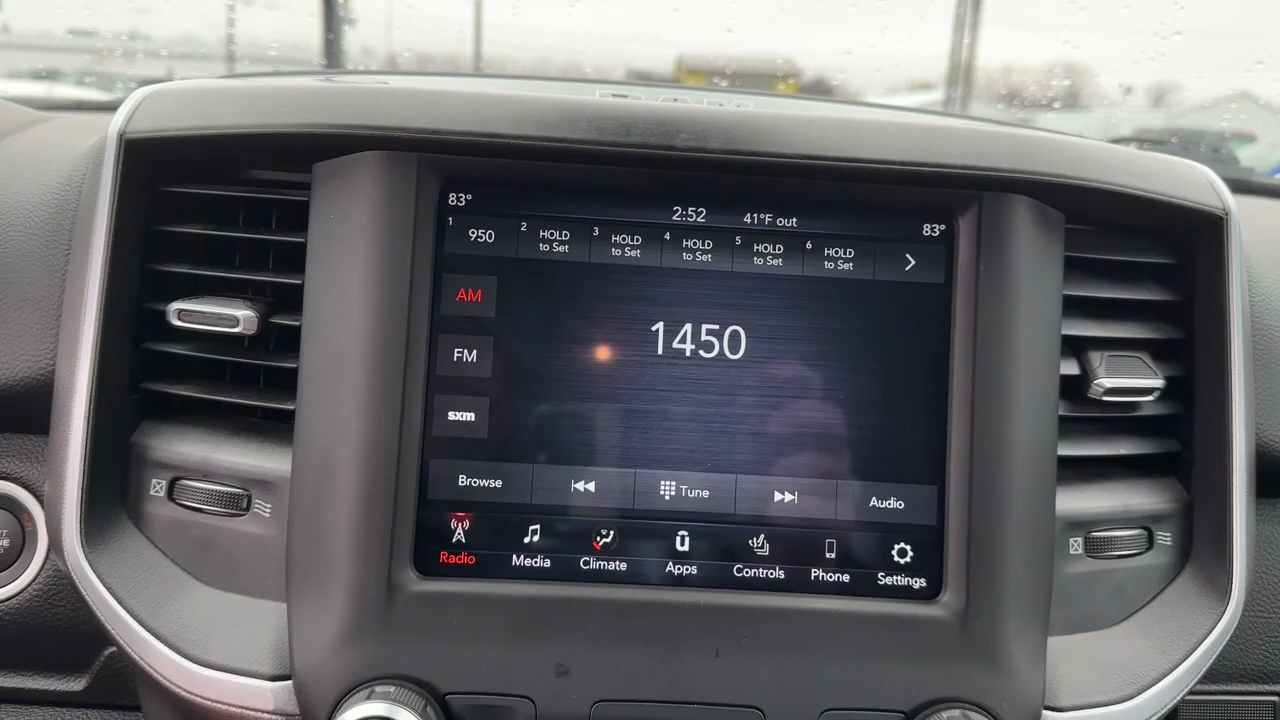 RAM
83°
2:52
41°F out
83°
1
950
2
HOLD
to Set
3
HOLD
to Set
4
HOLD
to Set
5
HOLD
to Set
6
HOLD
to Set
AM
1450
FM
sxm
Browse
Tune
Audio
Radio
Media
Climate
Apps
Controls
Phone
Settings